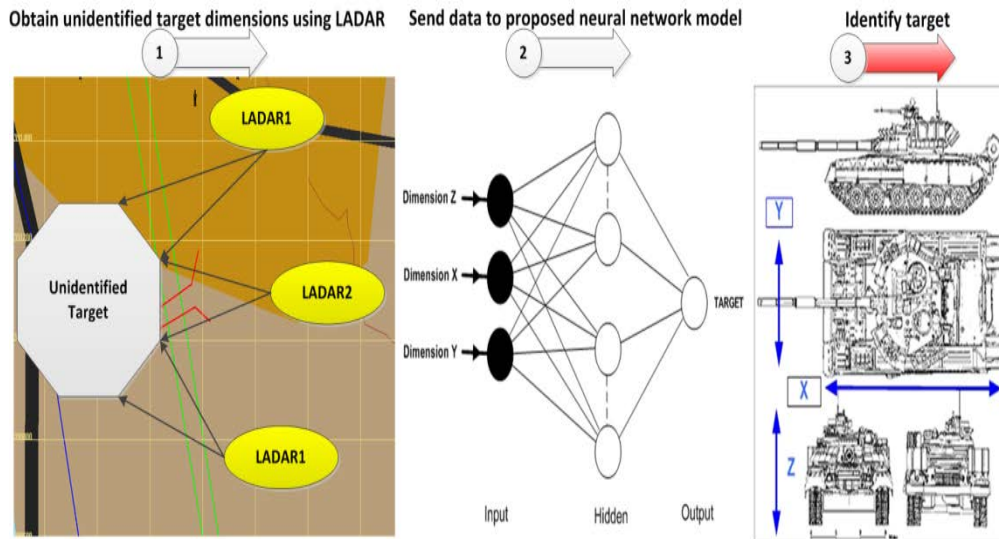 Obtain unidentified target dimensions using LADAR
1
Send data to proposed neural network model
2
Identify target
3
LADAR1
Unidentified
Target
LADAR2
LADAR1
Dimension Z
Dimension X
Dimension Y
TARGET
Input
Hidden
Output
Y
X
Z